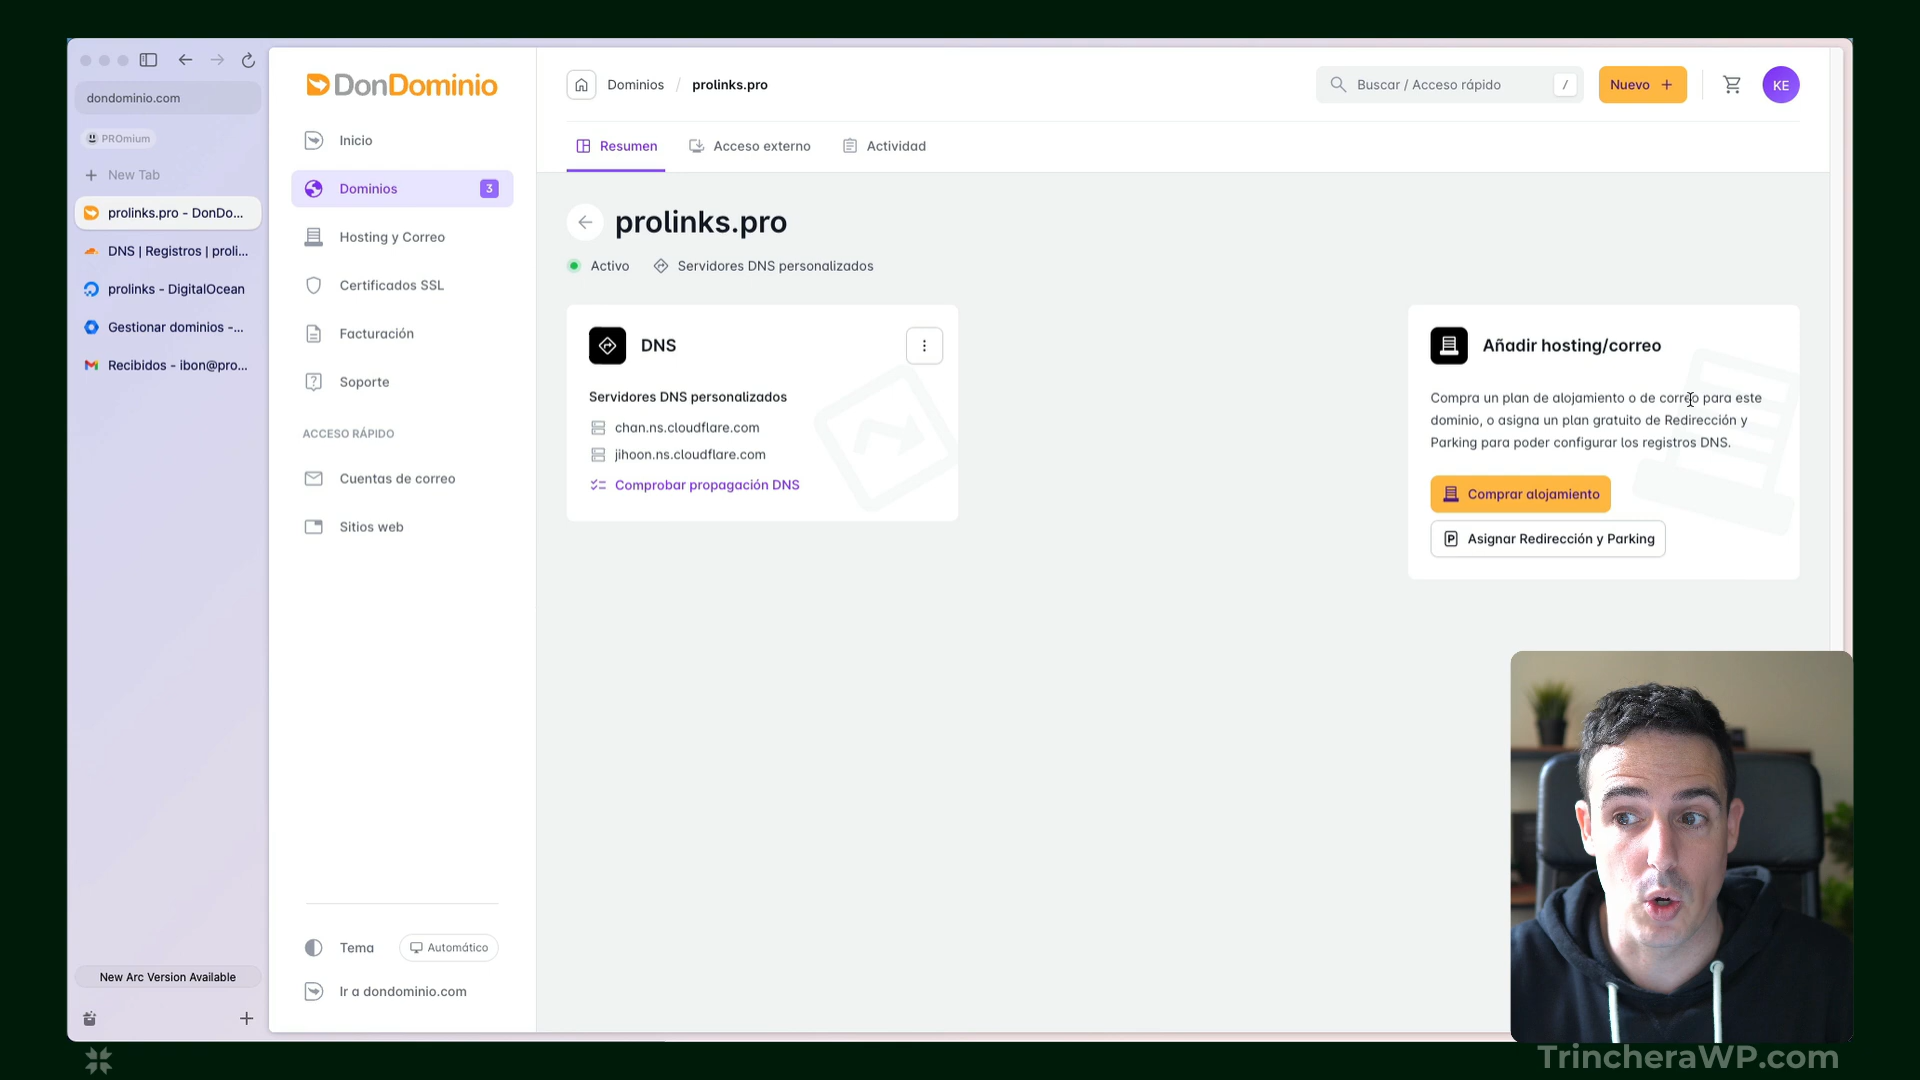 dondominio.com
PROmium
New Tab
prolinks.pro - DonDo...
DNS | Registros | proli...
prolinks - DigitalOcean
Gestionar dominios -...
Recibidos - ibon@pro...
New Arc Version Available
DonDominio
Inicio
Dominios
3
Hosting y Correo
Certificados SSL
Facturación
Soporte
ACCESO RÁPIDO
Cuentas de correo
Sitios web
Tema
Automático
Ir a dondominio.com
Dominios / prolinks.pro
Buscar / Acceso rápido /
Nuevo +
KE
Resumen
Acceso externo
Actividad
prolinks.pro
Activo
Servidores DNS personalizados
DNS
Servidores DNS personalizados
chan.ns.cloudflare.com
jihoon.ns.cloudflare.com
Comprobar propagación DNS
Añadir hosting/correo
Compra un plan de alojamiento o de correo para este
dominio, o asigna un plan gratuito de Redirección y
Parking para poder configurar los registros DNS.
Comprar alojamiento
Asignar Redirección y Parking
TrincheraWP.com